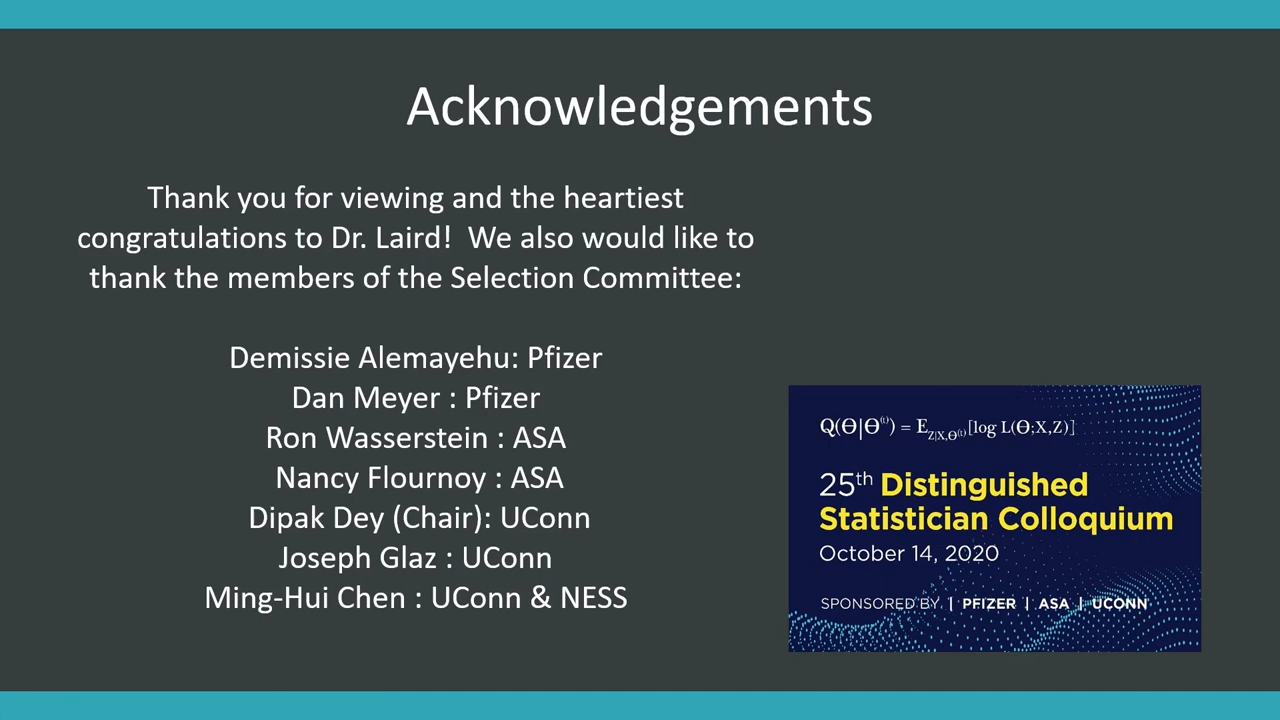 Acknowledgements
Thank you for viewing and the heartiest
congratulations to Dr. Laird!  We also would like to
thank the members of the Selection Committee:
Demissie Alemayehu: Pfizer
Dan Meyer : Pfizer
Ron Wasserstein : ASA
Nancy Flournoy : ASA
Dipak Dey (Chair): UConn
Joseph Glaz : UConn
Ming-Hui Chen : UConn & NESS
Q(Θ|Θ⁽ᵗ⁾) = E_{Z|X,Θ⁽ᵗ⁾}[log L(Θ;X,Z)]
25th Distinguished
Statistician Colloquium
October 14, 2020
SPONSORED BY | PFIZER | ASA | UCONN